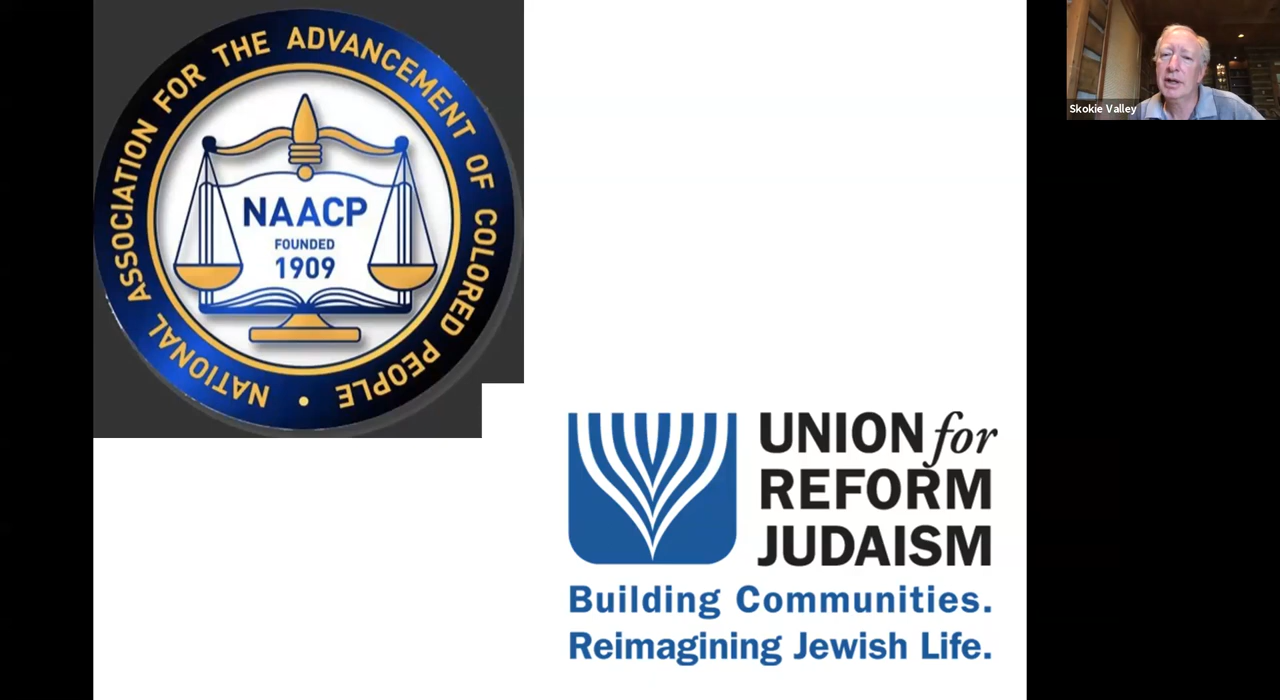 NATIONAL ASSOCIATION FOR THE ADVANCEMENT OF COLORED PEOPLE •
NAACP
FOUNDED
1909
Skokie Valley
UNION for
REFORM
JUDAISM
Building Communities.
Reimagining Jewish Life.